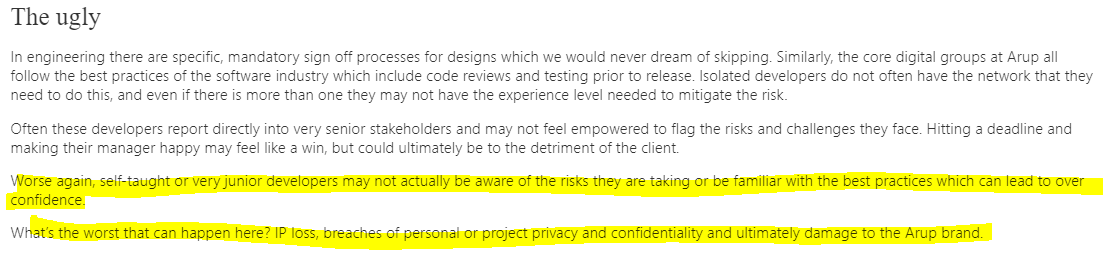 The ugly
In engineering there are specific, mandatory sign off processes for designs which we would never dream of skipping. Similarly, the core digital groups at Arup all
follow the best practices of the software industry which include code reviews and testing prior to release. Isolated developers do not often have the network that they
need to do this, and even if there is more than one they may not have the experience level needed to mitigate the risk.
Often these developers report directly into very senior stakeholders and may not feel empowered to flag the risks and challenges they face. Hitting a deadline and
making their manager happy may feel like a win, but could ultimately be to the detriment of the client.
Worse again, self-taught or very junior developers may not actually be aware of the risks they are taking or be familiar with the best practices which can lead to over
confidence.
What's the worst that can happen here? IP loss, breaches of personal or project privacy and confidentiality and ultimately damage to the Arup brand.